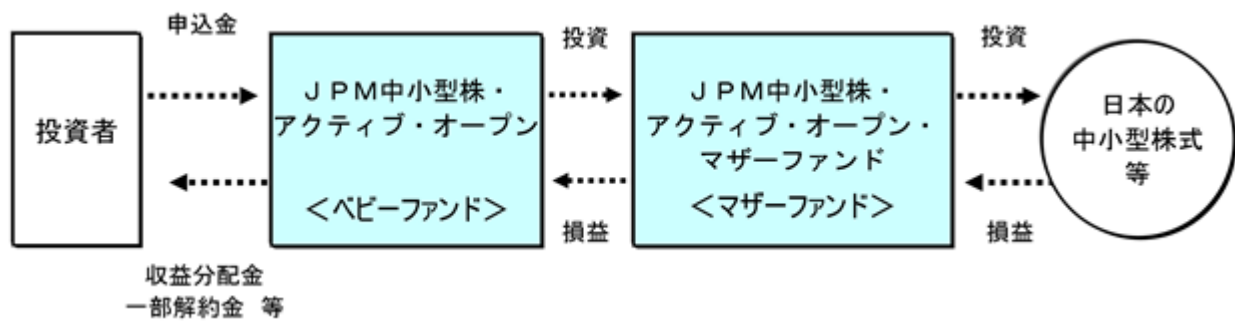 申込金
投資者
収益分配金
一部解約金 等
ＪＰＭ中小型株・
アクティブ・オープン
＜ベビーファンド＞
投資
損益
ＪＰＭ中小型株・
アクティブ・オープン・
マザーファンド
＜マザーファンド＞
投資
損益
日本の
中小型株式
等